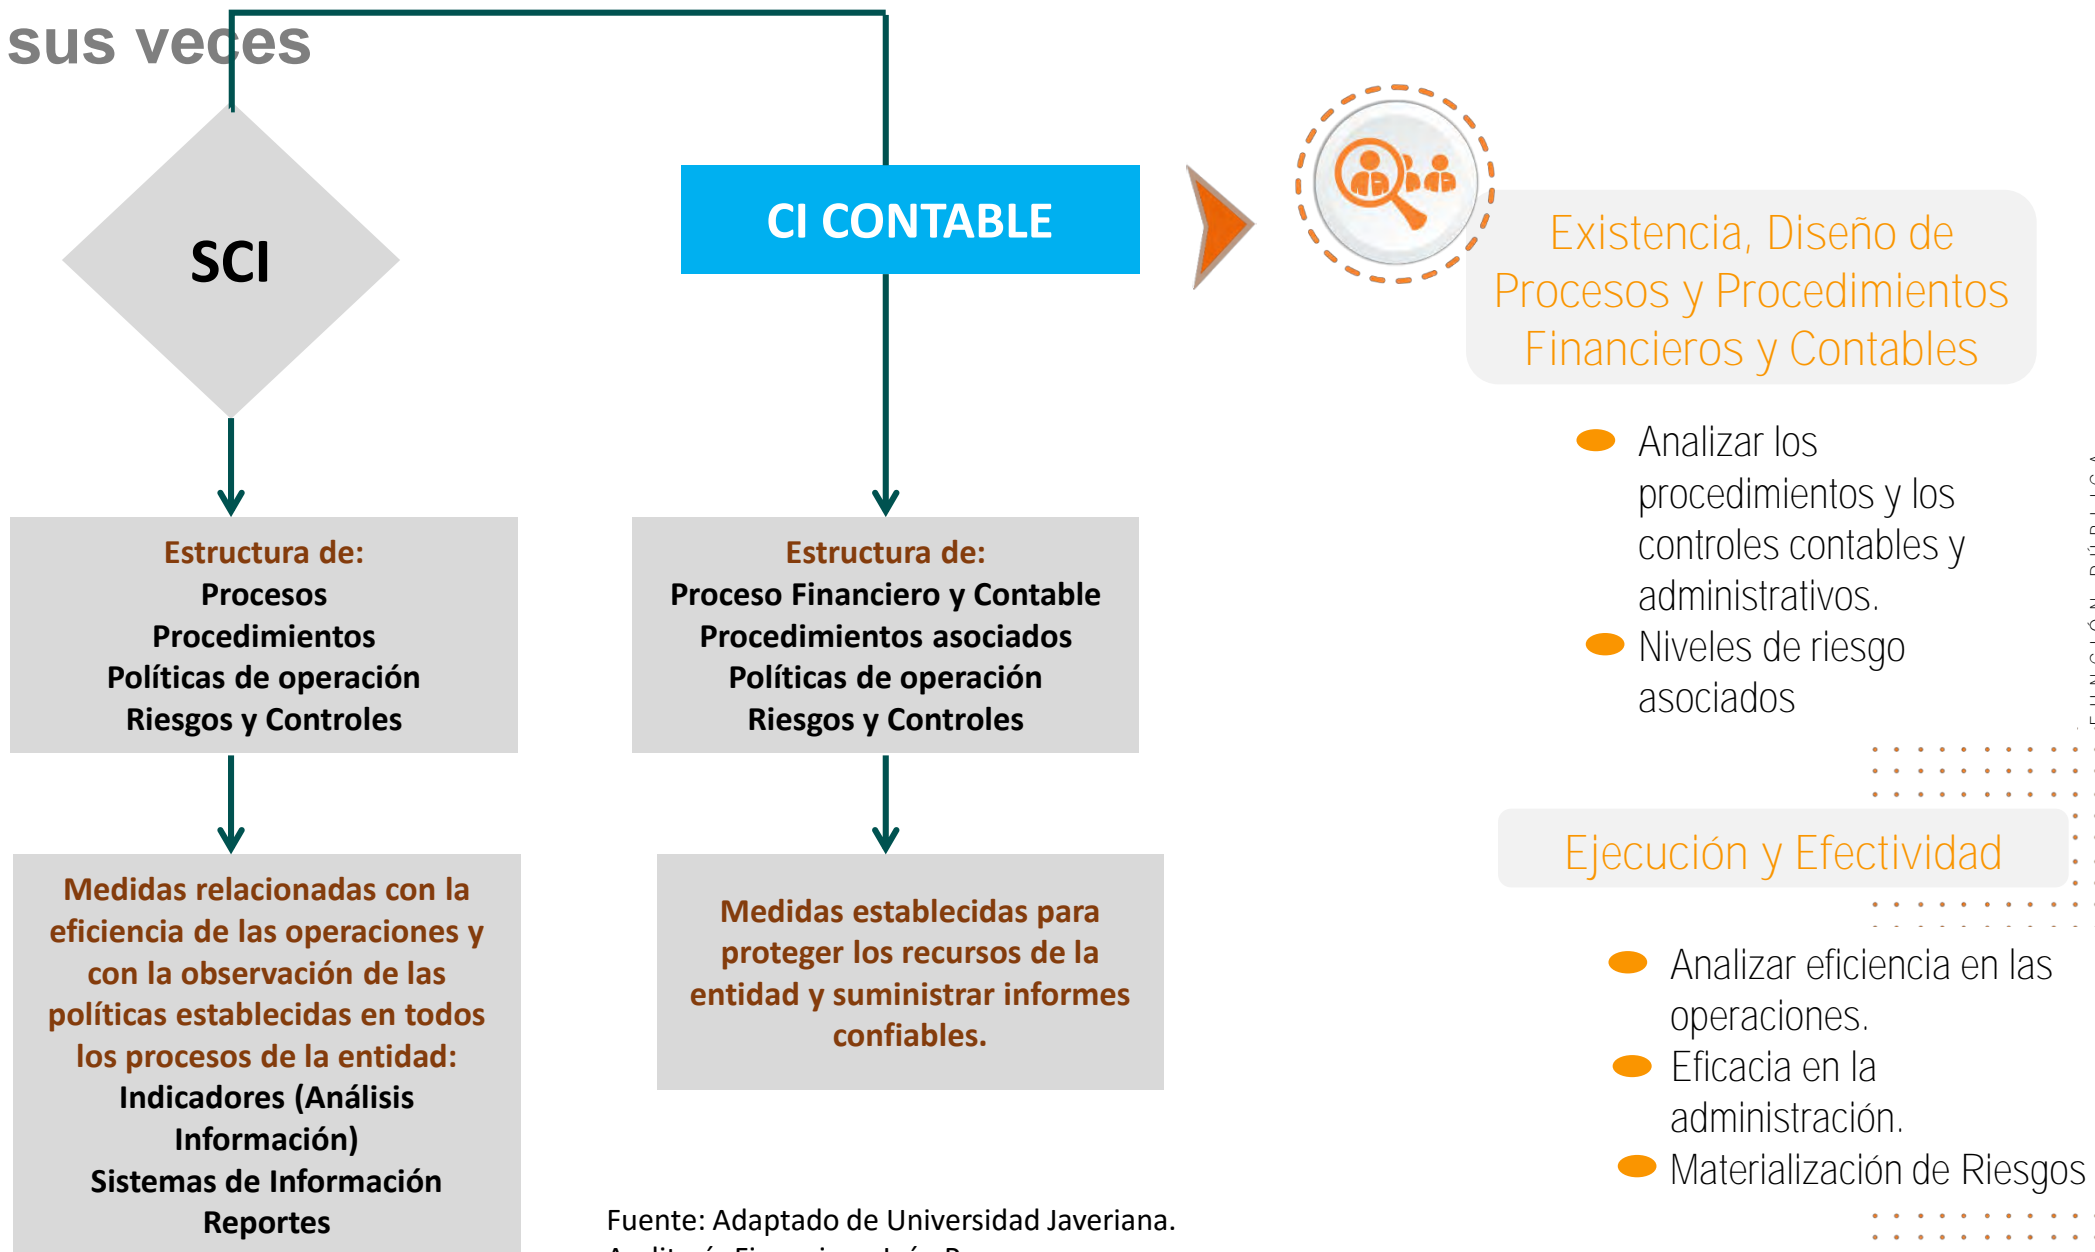 sus veces
SCI
Estructura de:
Procesos
Procedimientos
Políticas de operación
Riesgos y Controles
Medidas relacionadas con la
eficiencia de las operaciones y
con la observación de las
políticas establecidas en todos
los procesos de la entidad:
Indicadores (Análisis
Información)
Sistemas de Información
Reportes
CI CONTABLE
Estructura de:
Proceso Financiero y Contable
Procedimientos asociados
Políticas de operación
Riesgos y Controles
Medidas establecidas para
proteger los recursos de la
entidad y suministrar informes
confiables.
Fuente: Adaptado de Universidad Javeriana.
Existencia, Diseño de
Procesos y Procedimientos
Financieros y Contables
Analizar los
procedimientos y los
controles contables y
administrativos.
Niveles de riesgo
asociados
Ejecución y Efectividad
Analizar eficiencia en las
operaciones.
Eficacia en la
administración.
Materialización de Riesgos